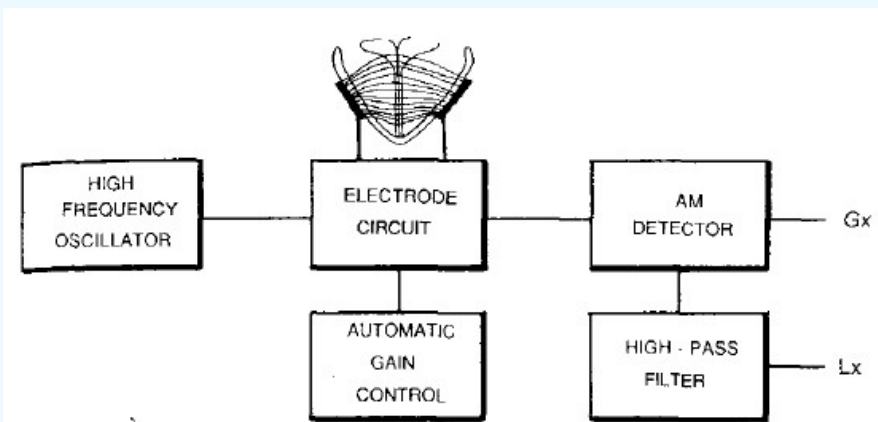 HIGH
FREQUENCY
OSCILLATOR
ELECTRODE
CIRCUIT
AM
DETECTOR
Gx
AUTOMATIC
GAIN
CONTROL
HIGH - PASS
FILTER
Lx